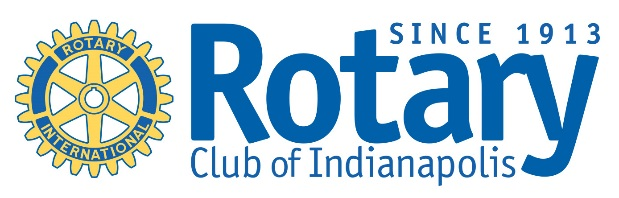 ROTARY
INTERNATIONAL
SINCE 1913
Rotary
Club of Indianapolis